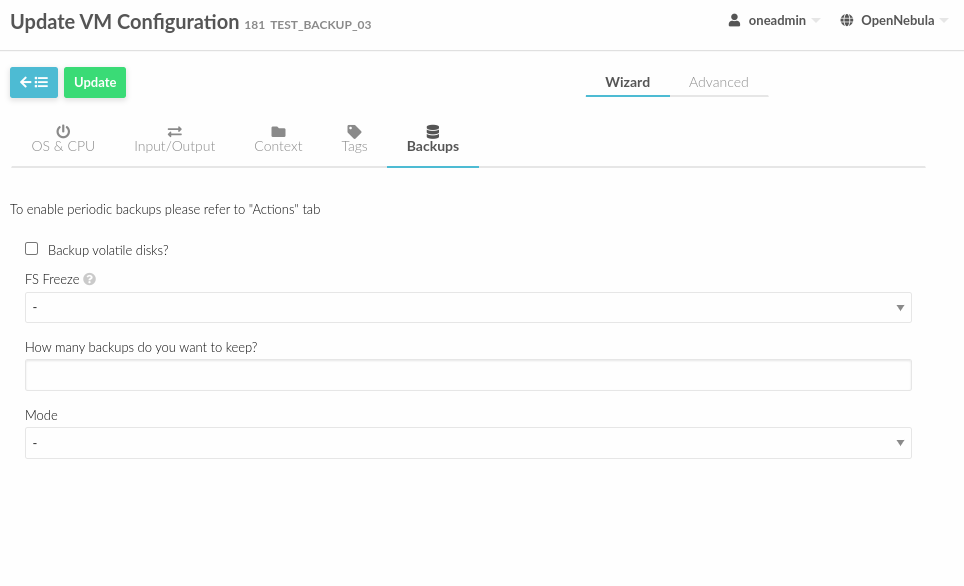 Update VM Configuration 181 TEST_BACKUP_03
oneadmin
OpenNebula
Update
Wizard
Advanced
OS & CPU
Input/Output
Context
Tags
Backups
To enable periodic backups please refer to "Actions" tab
Backup volatile disks?
FS Freeze ?
-
How many backups do you want to keep?
Mode
-